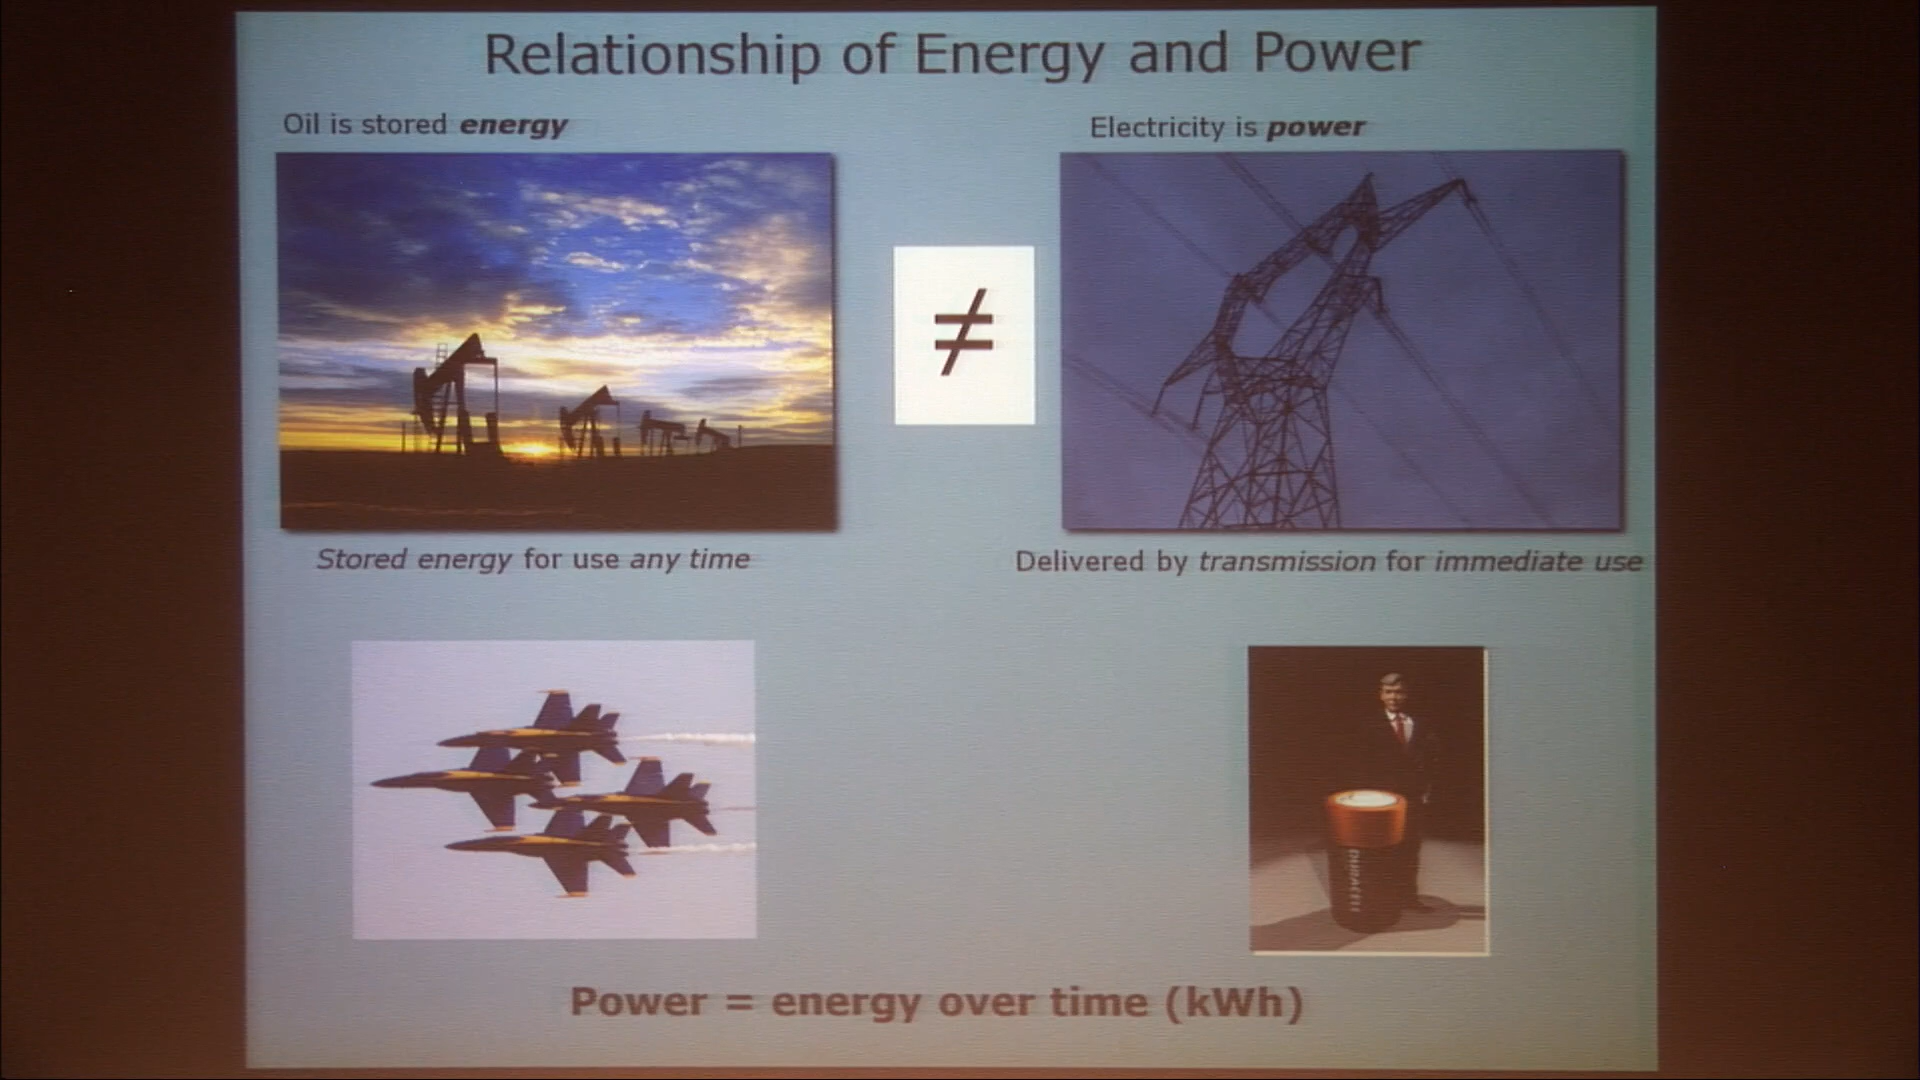 Relationship of Energy and Power
Oil is stored energy
Electricity is power
≠
Stored energy for use any time
Delivered by transmission for immediate use
DURACELL
Power = energy over time (kWh)